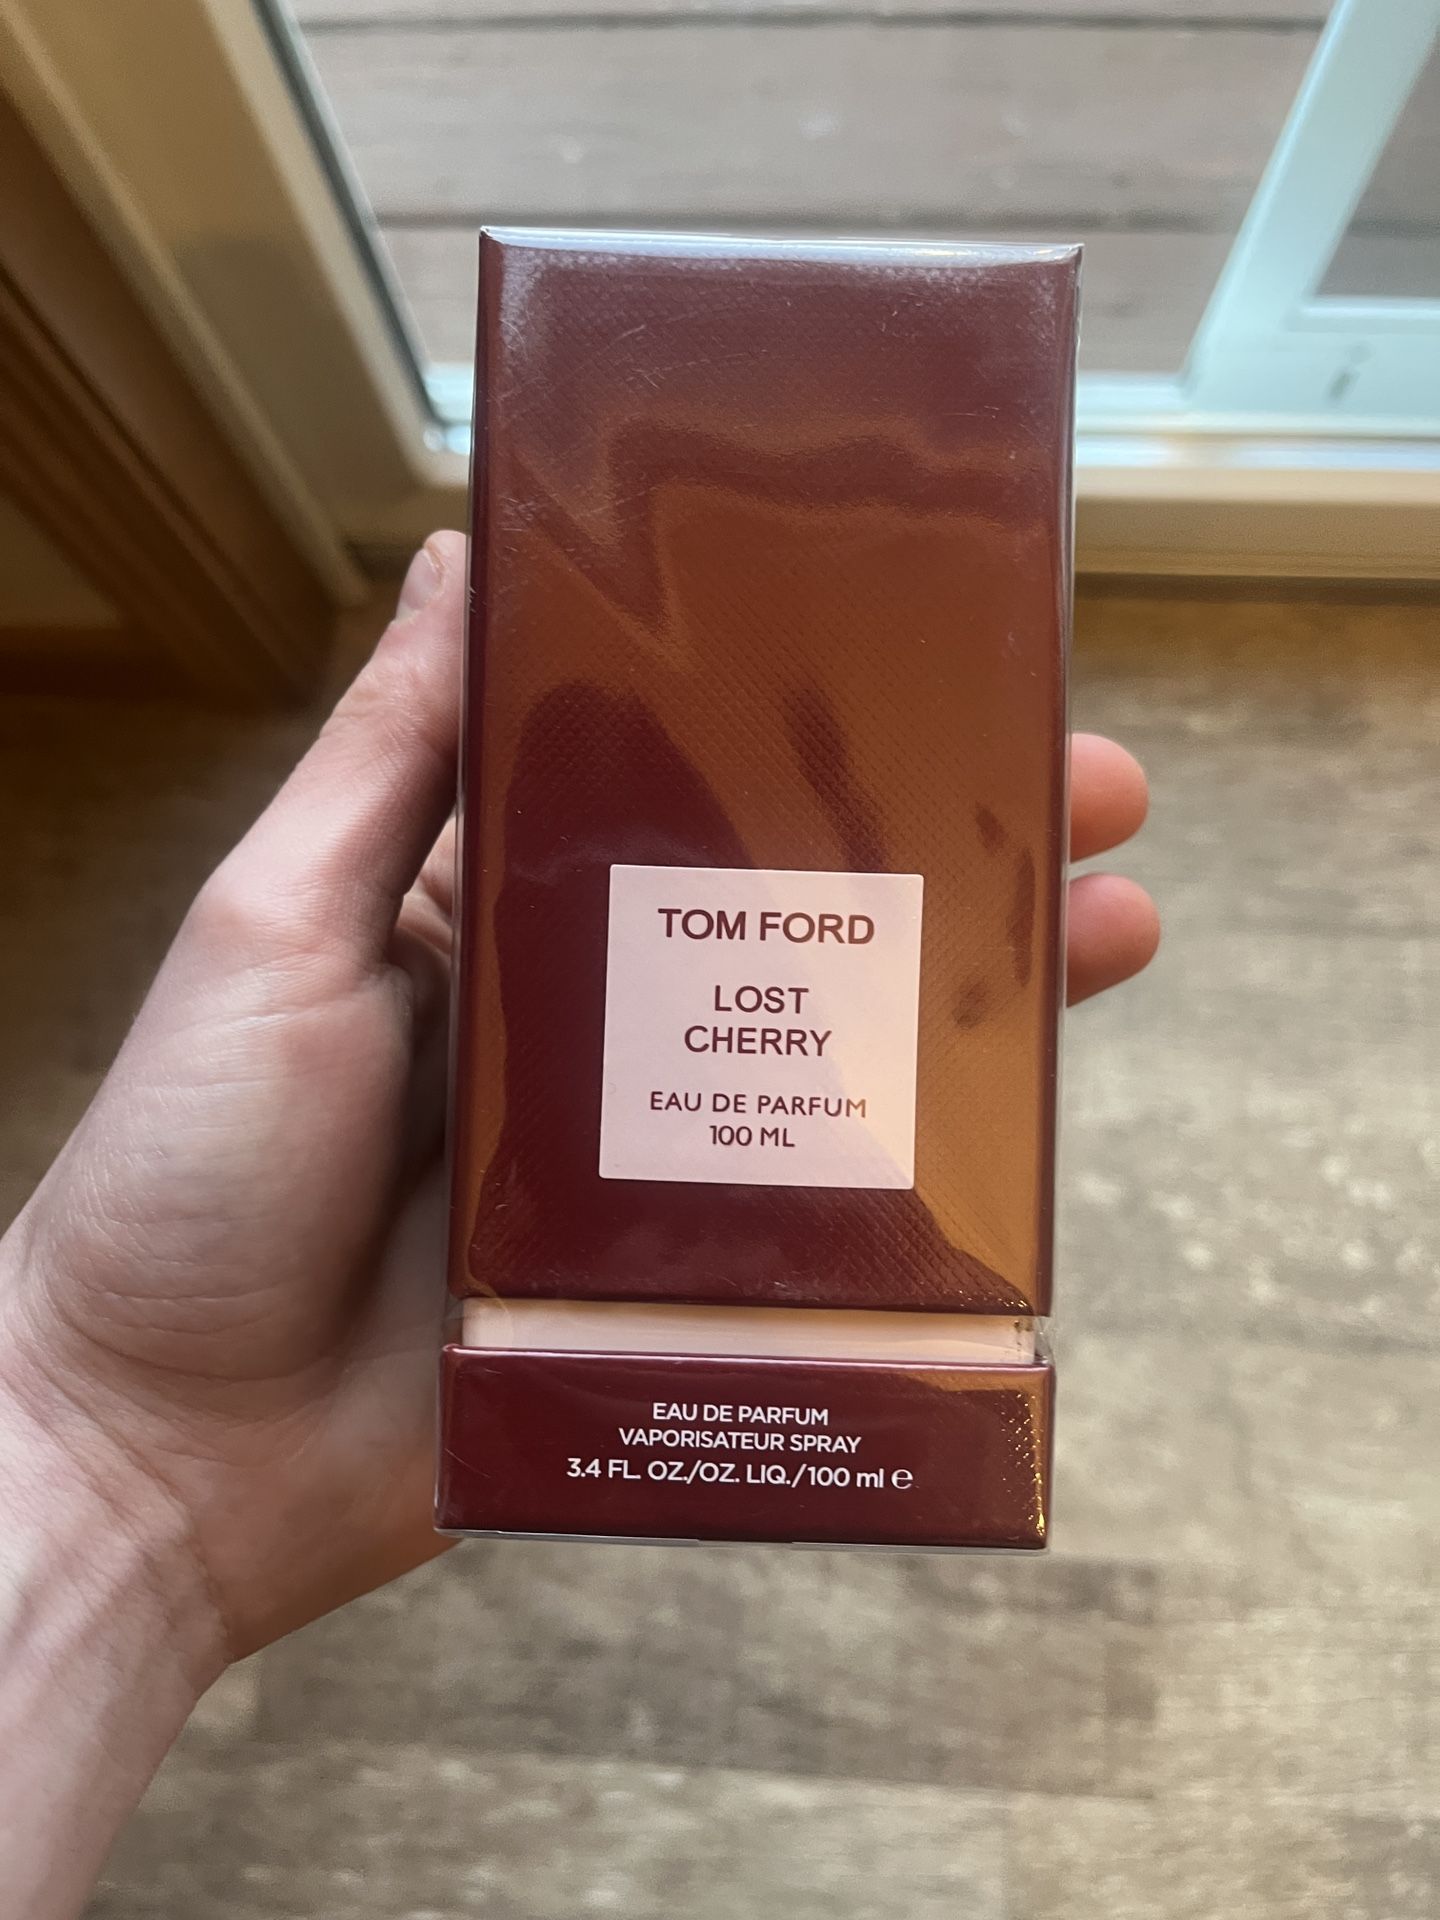 TOM FORD
LOST
CHERRY
EAU DE PARFUM
100 ML
EAU DE PARFUM
VAPORISATEUR SPRAY
3.4 FL. OZ./OZ. LIQ./100 ml ℮